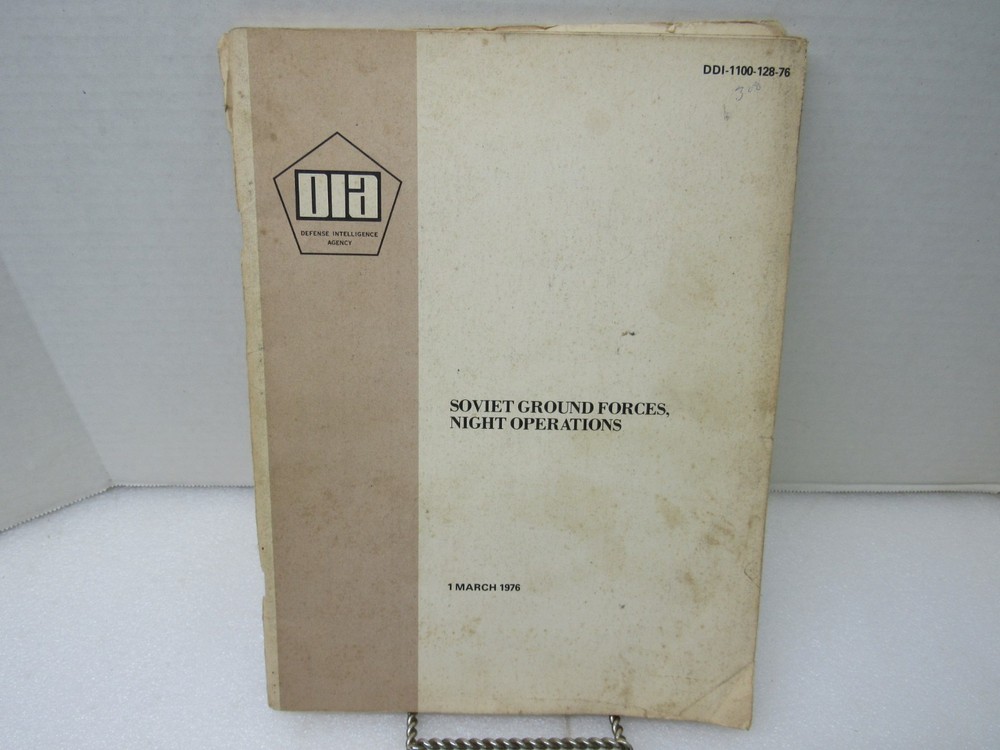 DDI-1100-128-76
DIA
DEFENSE INTELLIGENCE
AGENCY
SOVIET GROUND FORCES,
NIGHT OPERATIONS
1 MARCH 1976